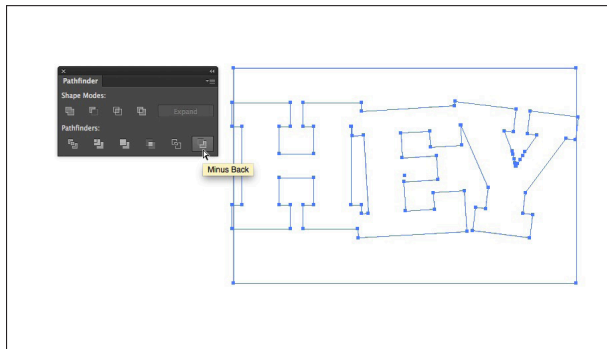 Pathfinder
Shape Modes:
Expand
Pathfinders:
Minus Back
HEY